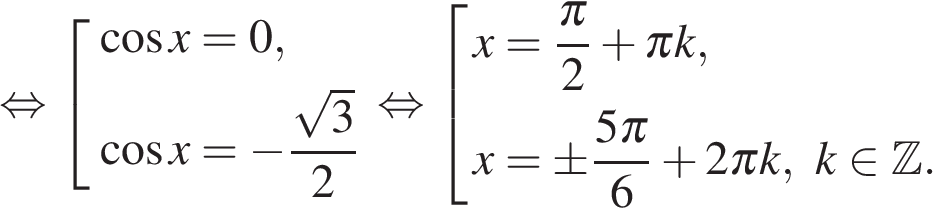 ⇔ [ cos x = 0, ⇔ [ x = π/2 + πk,
cos x = −√3/2 x = ±5π/6 + 2πk, k ∈ ℤ.